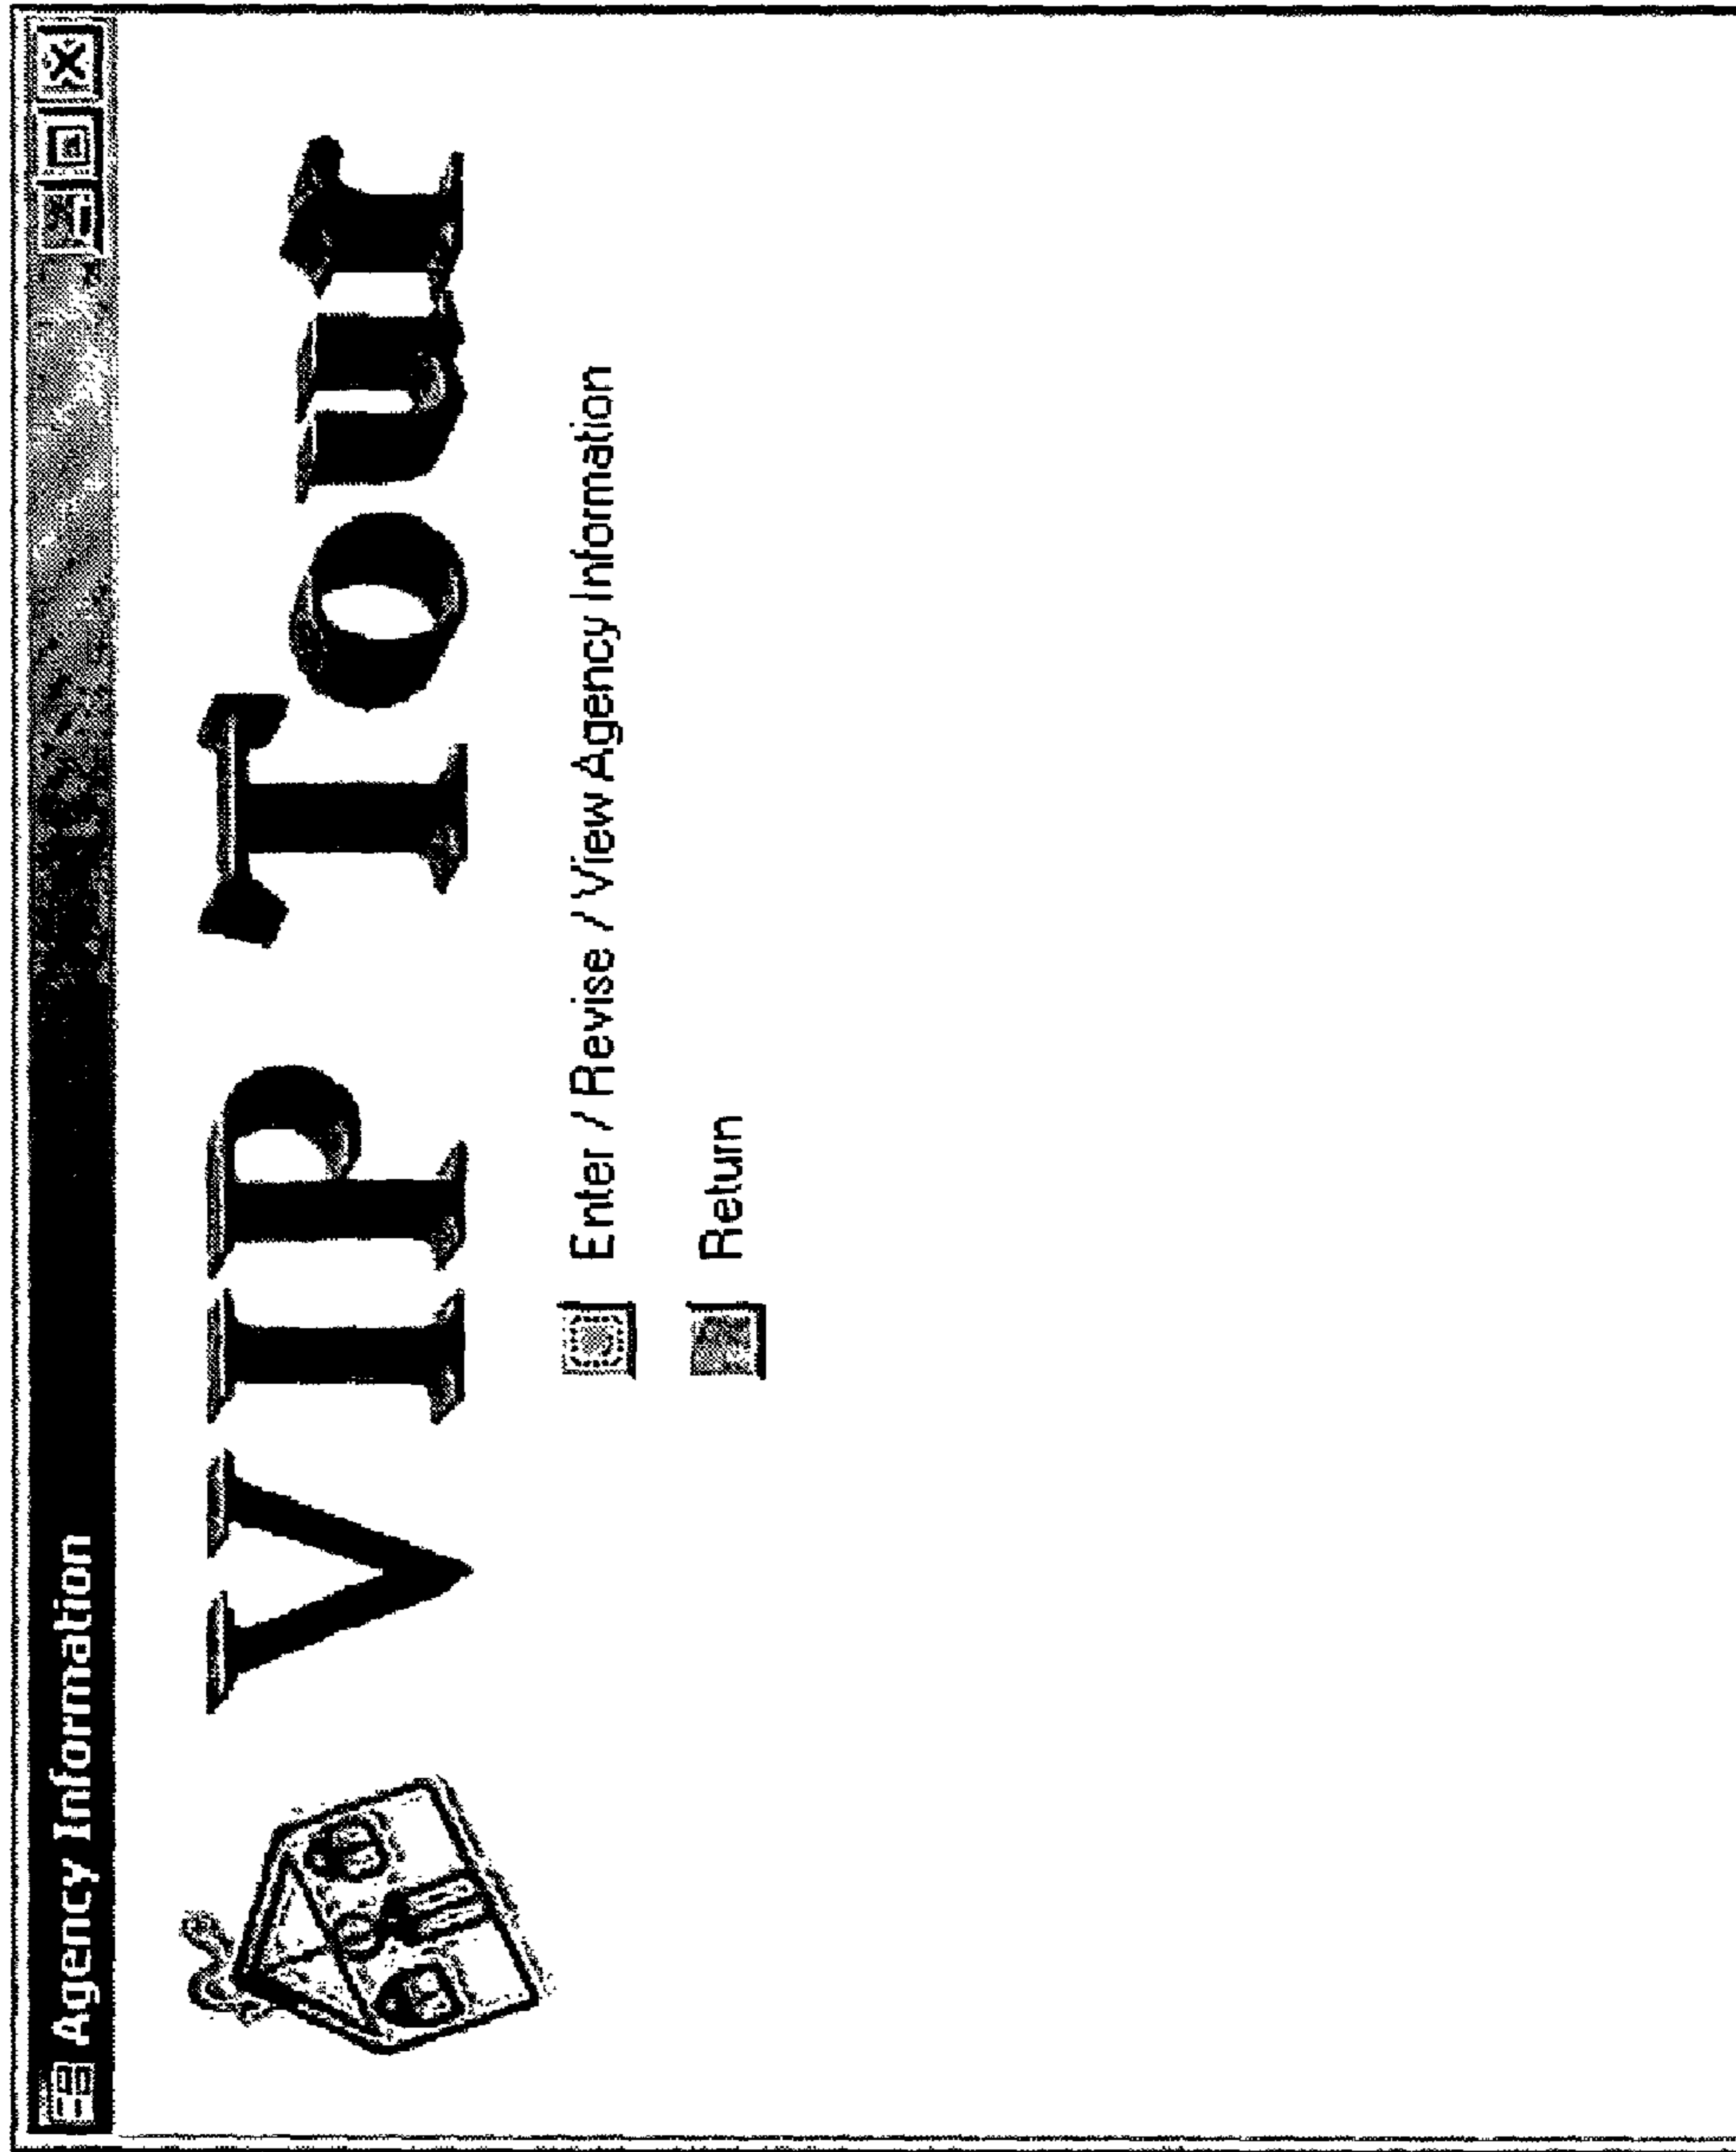 Agency Information
VIP Tour
Enter / Revise / View Agency Information
Return